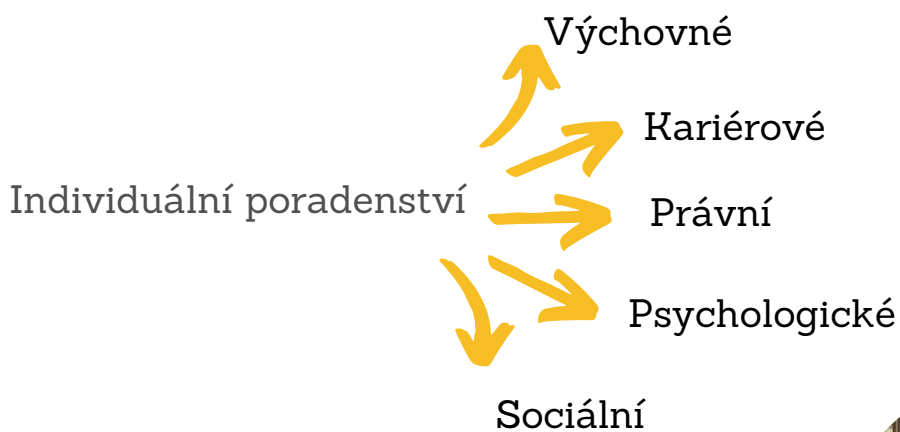 Výchovné
Kariérové
Individuální poradenství
Právní
Psychologické
Sociální